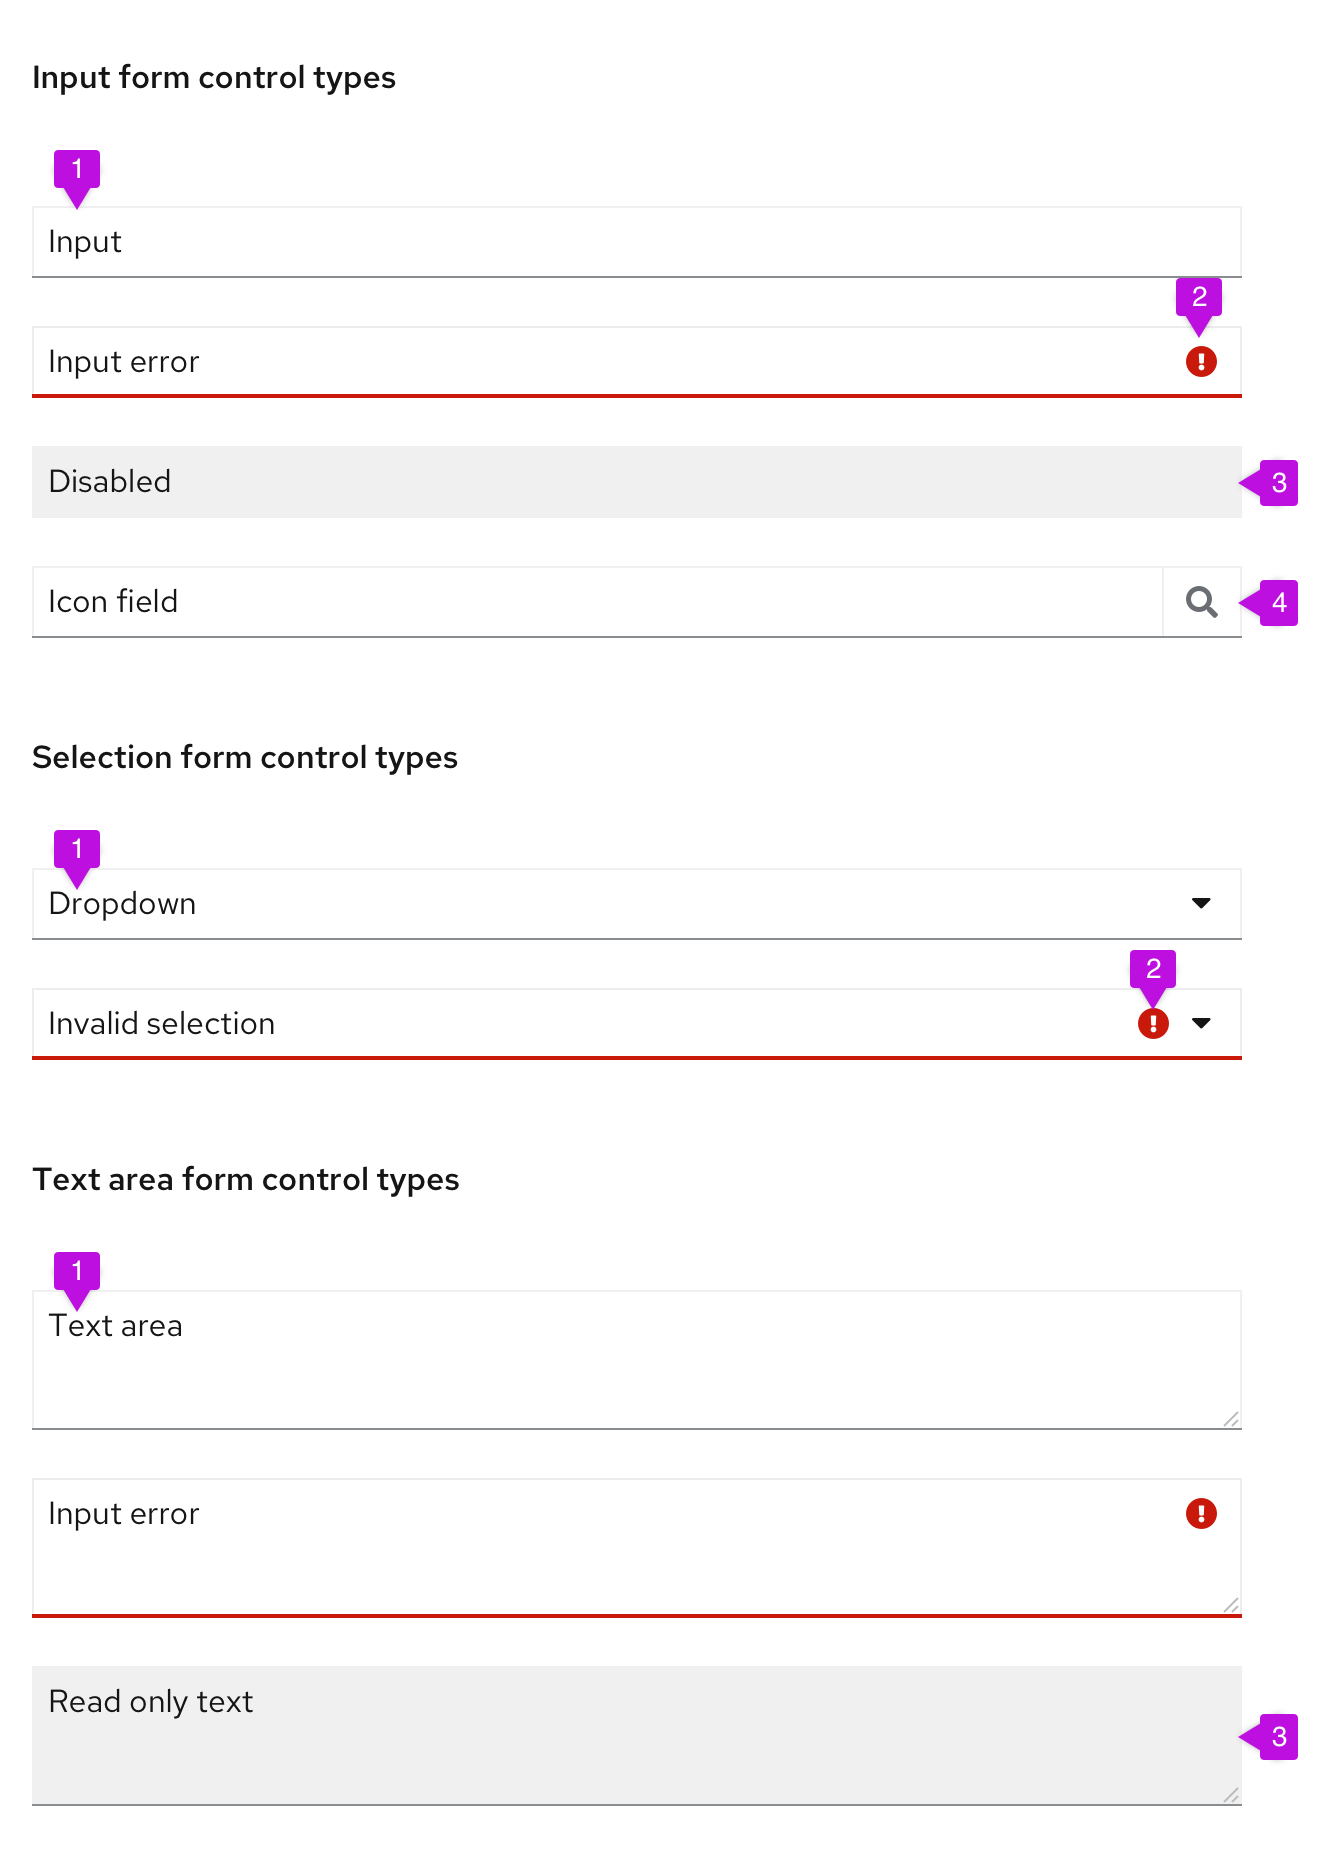 Input form control types
1
Input
2
Input error
Disabled
3
Icon field
4
Selection form control types
1
Dropdown
2
Invalid selection
Text area form control types
1
Text area
Input error
Read only text
3